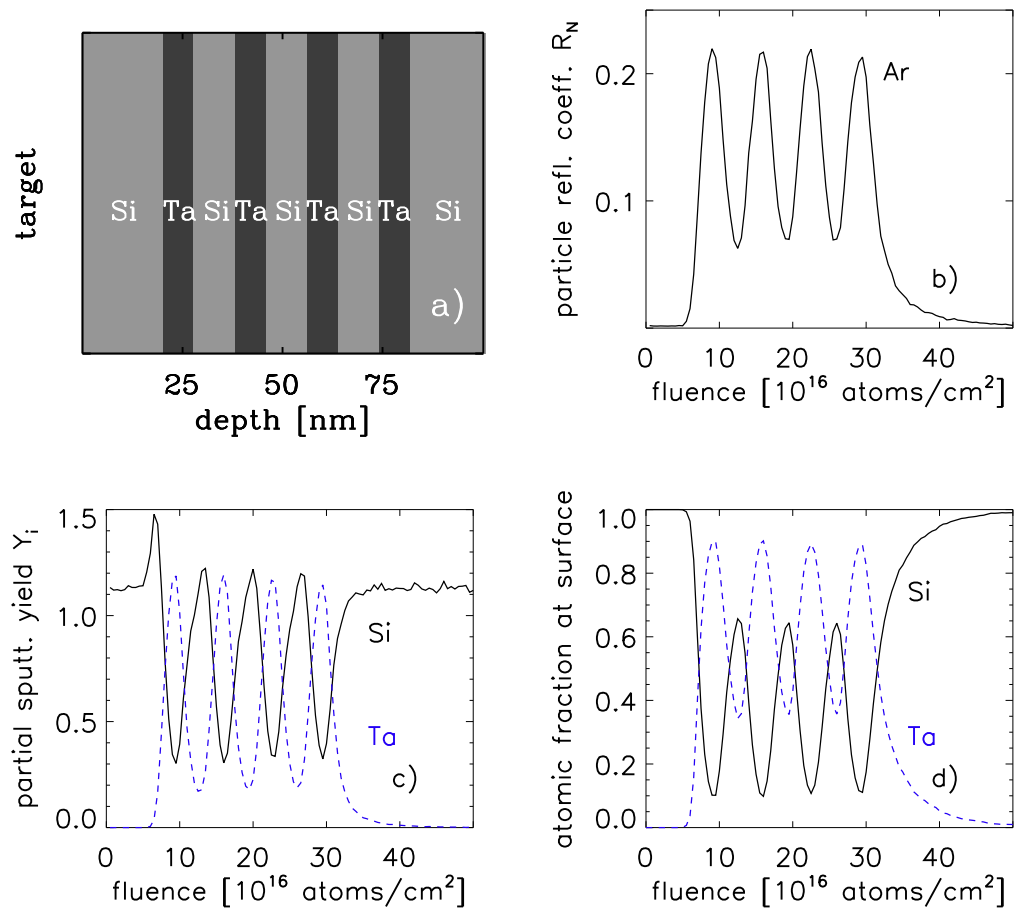 target
Si Ta Si Ta Si Ta Si Ta Si
a)
25 50 75
depth [nm]
particle refl. coeff. R_N
0.2
0.1
Ar
b)
0 10 20 30 40
fluence [10^16 atoms/cm^2]
partial sputt. yield Y_i
1.5
1.0
0.5
0.0
Si
Ta
c)
0 10 20 30 40
fluence [10^16 atoms/cm^2]
atomic fraction at surface
1.0
0.8
0.6
0.4
0.2
0.0
Si
Ta
d)
0 10 20 30 40
fluence [10^16 atoms/cm^2]